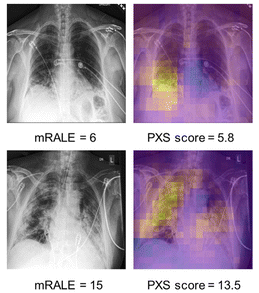 mRALE = 6
PXS score = 5.8
L
mRALE = 15
PXS score = 13.5